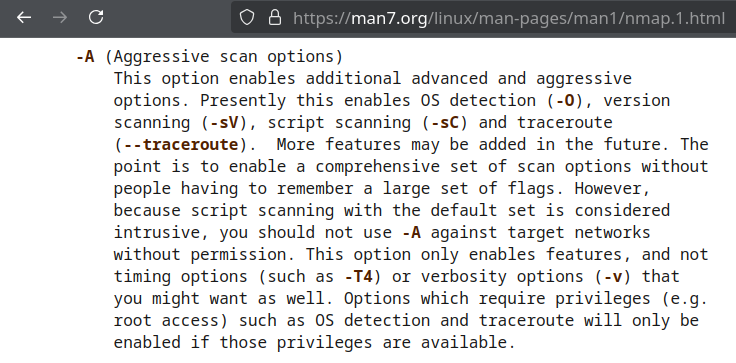 https://man7.org/linux/man-pages/man1/nmap.1.html
-A (Aggressive scan options)
This option enables additional advanced and aggressive
options. Presently this enables OS detection (-O), version
scanning (-sV), script scanning (-sC) and traceroute
(--traceroute).  More features may be added in the future. The
point is to enable a comprehensive set of scan options without
people having to remember a large set of flags. However,
because script scanning with the default set is considered
intrusive, you should not use -A against target networks
without permission. This option only enables features, and not
timing options (such as -T4) or verbosity options (-v) that
you might want as well. Options which require privileges (e.g.
root access) such as OS detection and traceroute will only be
enabled if those privileges are available.